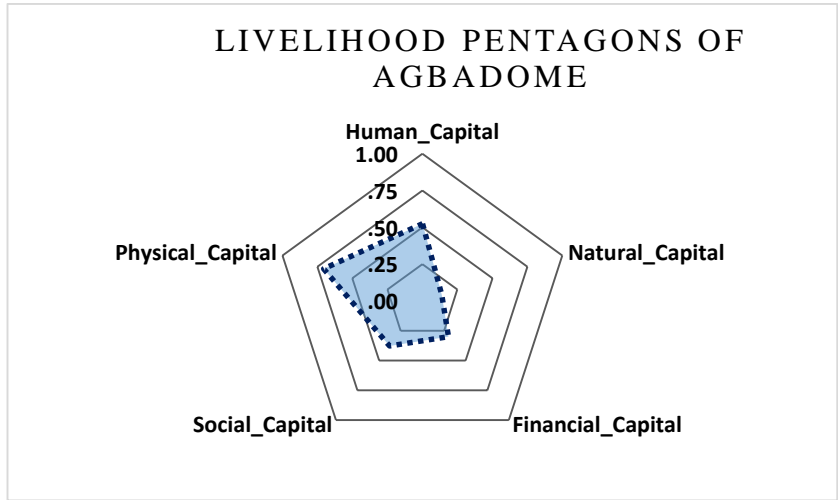 LIVELIHOOD PENTAGONS OF
AGBADOME
Human_Capital
1.00
.75
Physical_Capital
.50
Natural_Capital
.25
.00
Social_Capital
Financial_Capital